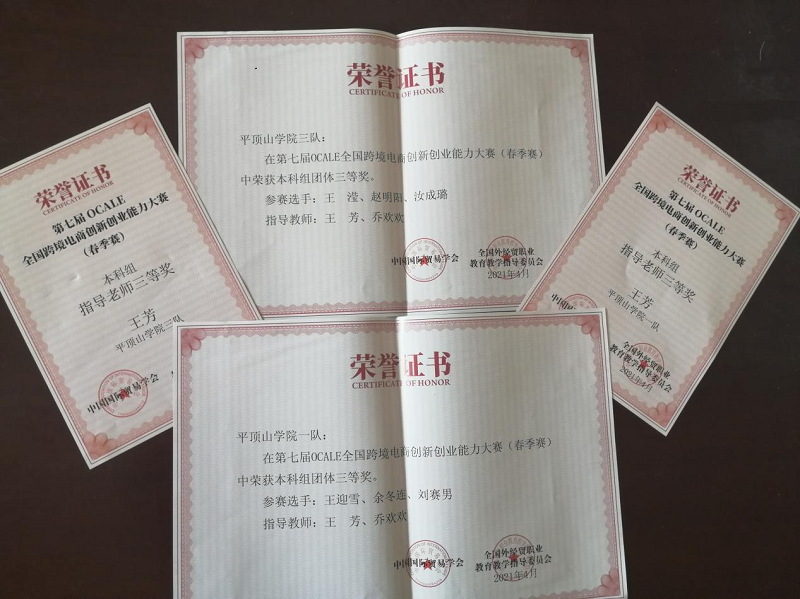 荣誉证书
CERTIFICATE OF HONOR
平顶山学院三队：
在第七届OCALE全国跨境电商创新创业能力大赛（春季赛）
中荣获本科组团体三等奖。
参赛选手：王　滢、赵明阳、汝成璐
指导教师：王　芳、乔欢欢
中国国际贸易学会
全国外经贸职业
教育教学指导委员会
2021年4月
荣誉证书
CERTIFICATE OF HONOR
第七届 OCALE
全国跨境电商创新创业能力大赛
（春季赛）
本科组
指导老师三等奖
王芳
平顶山学院三队
中国国际贸易学会
荣誉证书
CERTIFICATE OF HONOR
第七届 OCALE
全国跨境电商创新创业能力大赛
（春季赛）
本科组
指导老师三等奖
王芳
平顶山学院一队
中国国
全国外经贸职业
教育教学指导委员会
2021年4月
荣誉证书
CERTIFICATE OF HONOR
平顶山学院一队：
在第七届OCALE全国跨境电商创新创业能力大赛（春季赛）
中荣获本科组团体三等奖。
参赛选手：王迎雪、余冬连、刘赛男
指导教师：王　芳、乔欢欢
中国国际贸易学会
全国外经贸职业
教育教学指导委员会
2021年4月